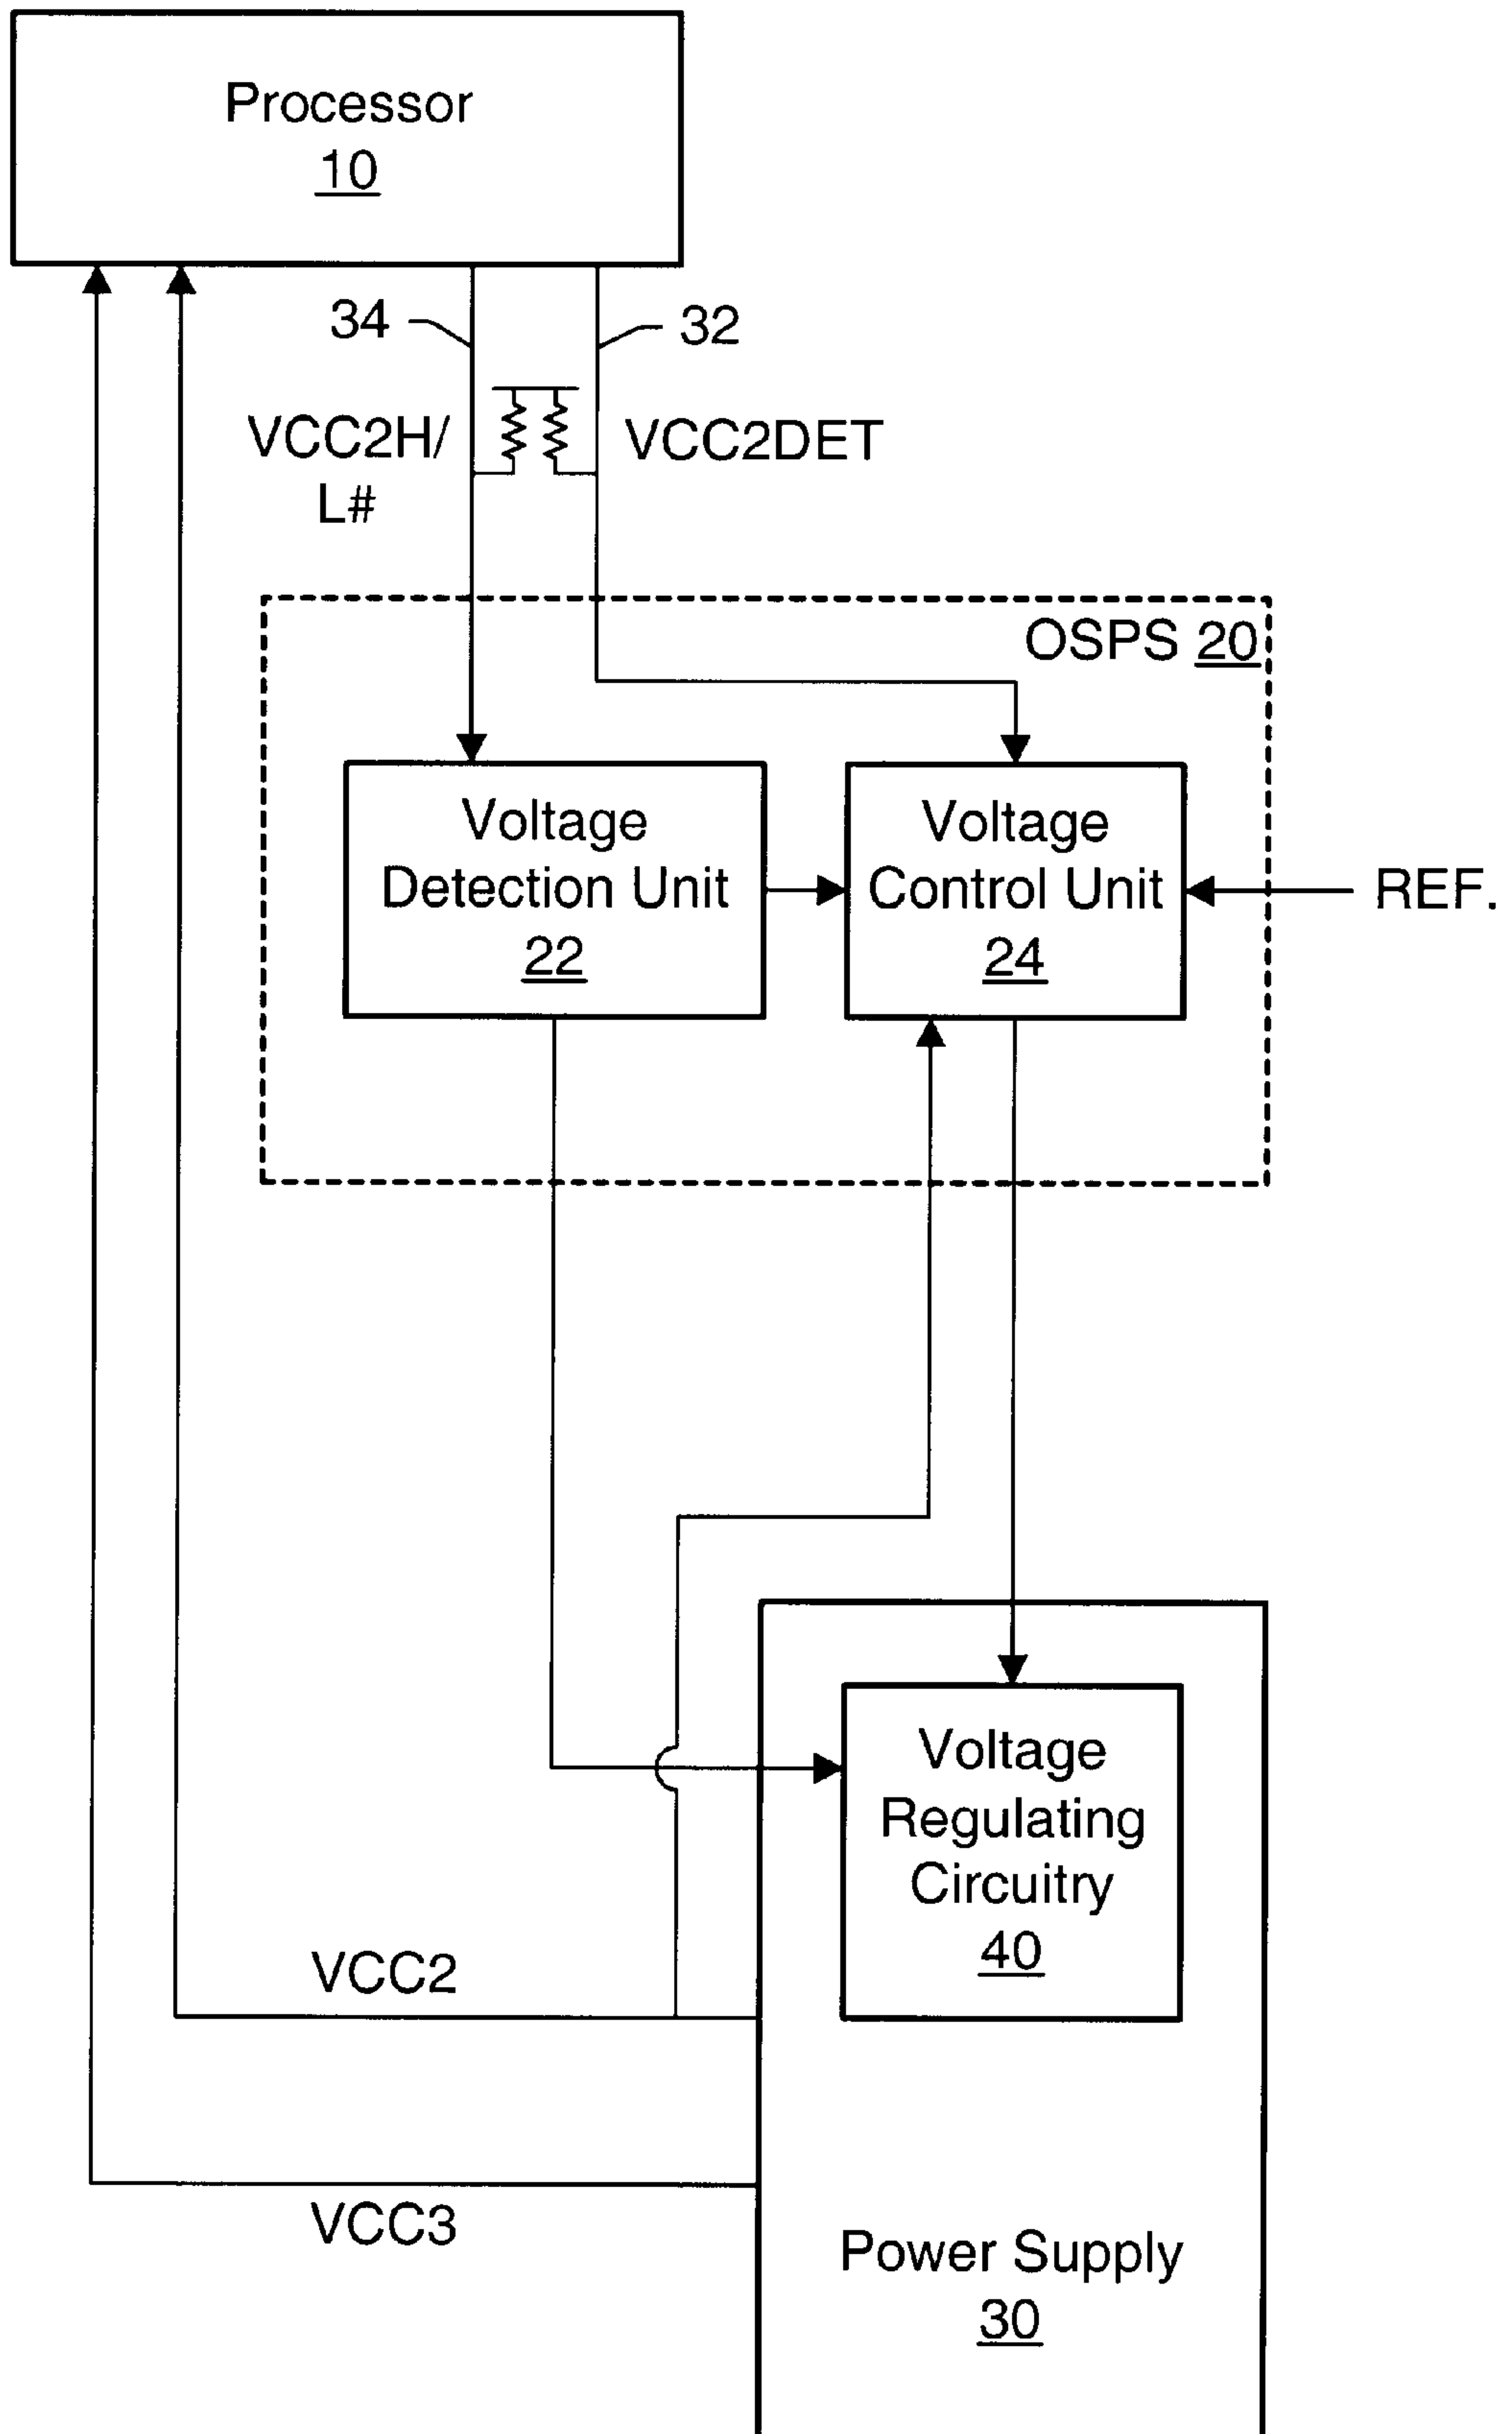 Processor
10
34
32
VCC2H/
L#
VCC2DET
OSPS 20
Voltage
Detection Unit
22
Voltage
Control Unit
24
REF.
Voltage
Regulating
Circuitry
40
VCC2
VCC3
Power Supply
30